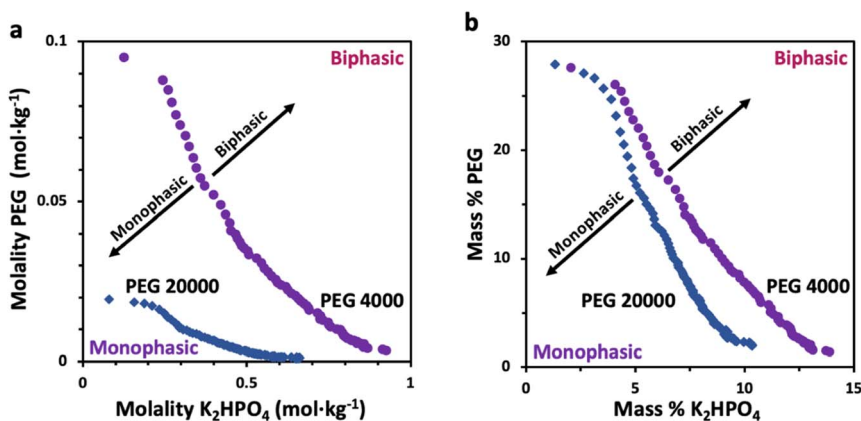 a
0.1
Biphasic
Biphasic
Monophasic
0.05
PEG 20000
PEG 4000
Monophasic
0
0
0.5
1
Molality PEG (mol·kg⁻¹)
Molality K₂HPO₄ (mol·kg⁻¹)
b
30
Biphasic
Biphasic
20
Monophasic
10
PEG 20000
PEG 4000
Monophasic
0
0
5
10
15
Mass % PEG
Mass % K₂HPO₄